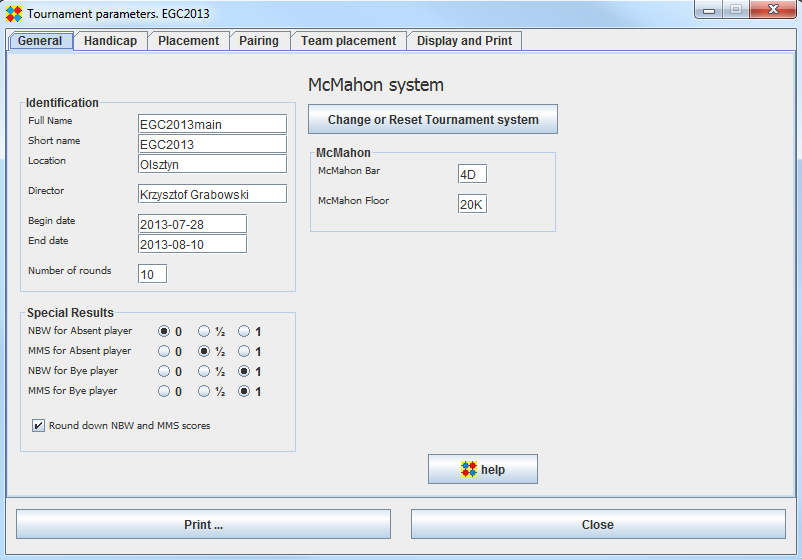 Tournament parameters. EGC2013
General Handicap Placement Pairing Team placement Display and Print
McMahon system
Identification
Full Name EGC2013main
Short name EGC2013
Location Olsztyn
Director Krzysztof Grabowski
Begin date 2013-07-28
End date 2013-08-10
Number of rounds 10
Change or Reset Tournament system
McMahon
McMahon Bar 4D
McMahon Floor 20K
Special Results
NBW for Absent player 0 ½ 1
MMS for Absent player 0 ½ 1
NBW for Bye player 0 ½ 1
MMS for Bye player 0 ½ 1
Round down NBW and MMS scores
help
Print ... Close